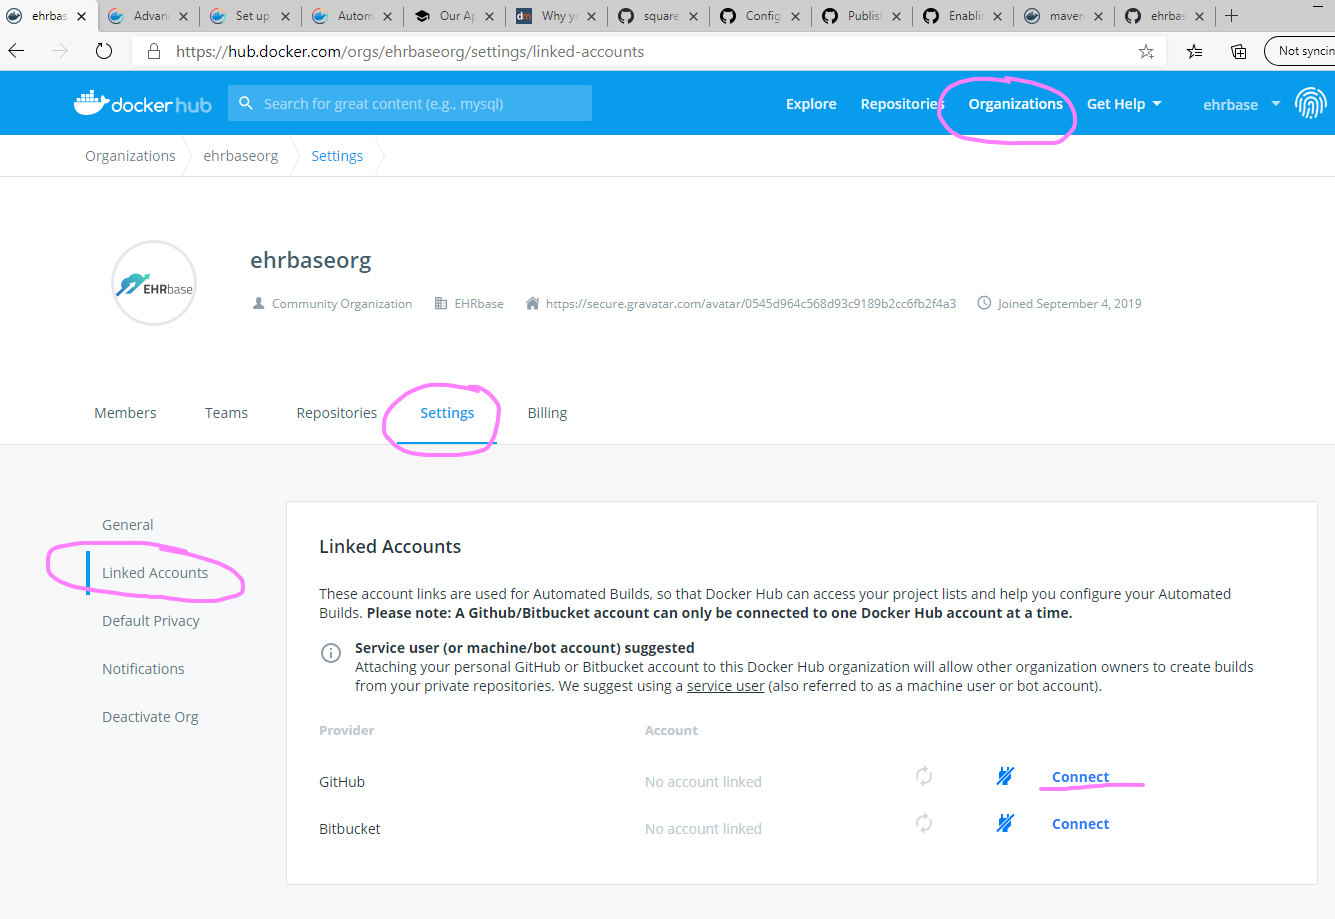 ehrbas
Advan
Set up
Autom
Our Ap
Why yo
square
Config
Publish
Enablin
maven
ehrbas
https://hub.docker.com/orgs/ehrbaseorg/settings/linked-accounts
Not syncin
docker hub
Search for great content (e.g., mysql)
Explore
Repositories
Organizations
Get Help
ehrbase
Organizations
ehrbaseorg
Settings
EHRbase
ehrbaseorg
Community Organization
EHRbase
https://secure.gravatar.com/avatar/0545d964c568d93c9189b2cc6fb2f4a3
Joined September 4, 2019
Members
Teams
Repositories
Settings
Billing
General
Linked Accounts
Default Privacy
Notifications
Deactivate Org
Linked Accounts
These account links are used for Automated Builds, so that Docker Hub can access your project lists and help you configure your Automated
Builds. Please note: A Github/Bitbucket account can only be connected to one Docker Hub account at a time.
Service user (or machine/bot account) suggested
Attaching your personal GitHub or Bitbucket account to this Docker Hub organization will allow other organization owners to create builds
from your private repositories. We suggest using a service user (also referred to as a machine user or bot account).
Provider
Account
GitHub
No account linked
Connect
Bitbucket
No account linked
Connect